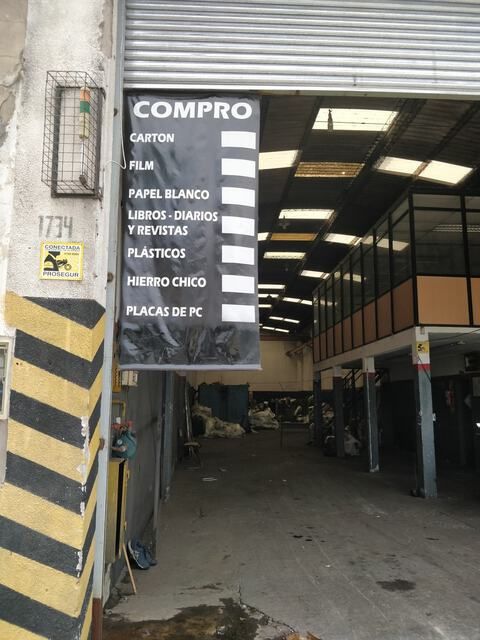 COMPRO
CARTON
FILM
PAPEL BLANCO
LIBROS - DIARIOS
Y REVISTAS
PLÁSTICOS
HIERRO CHICO
PLACAS DE PC
1734
CONECTADA
PROSEGUR